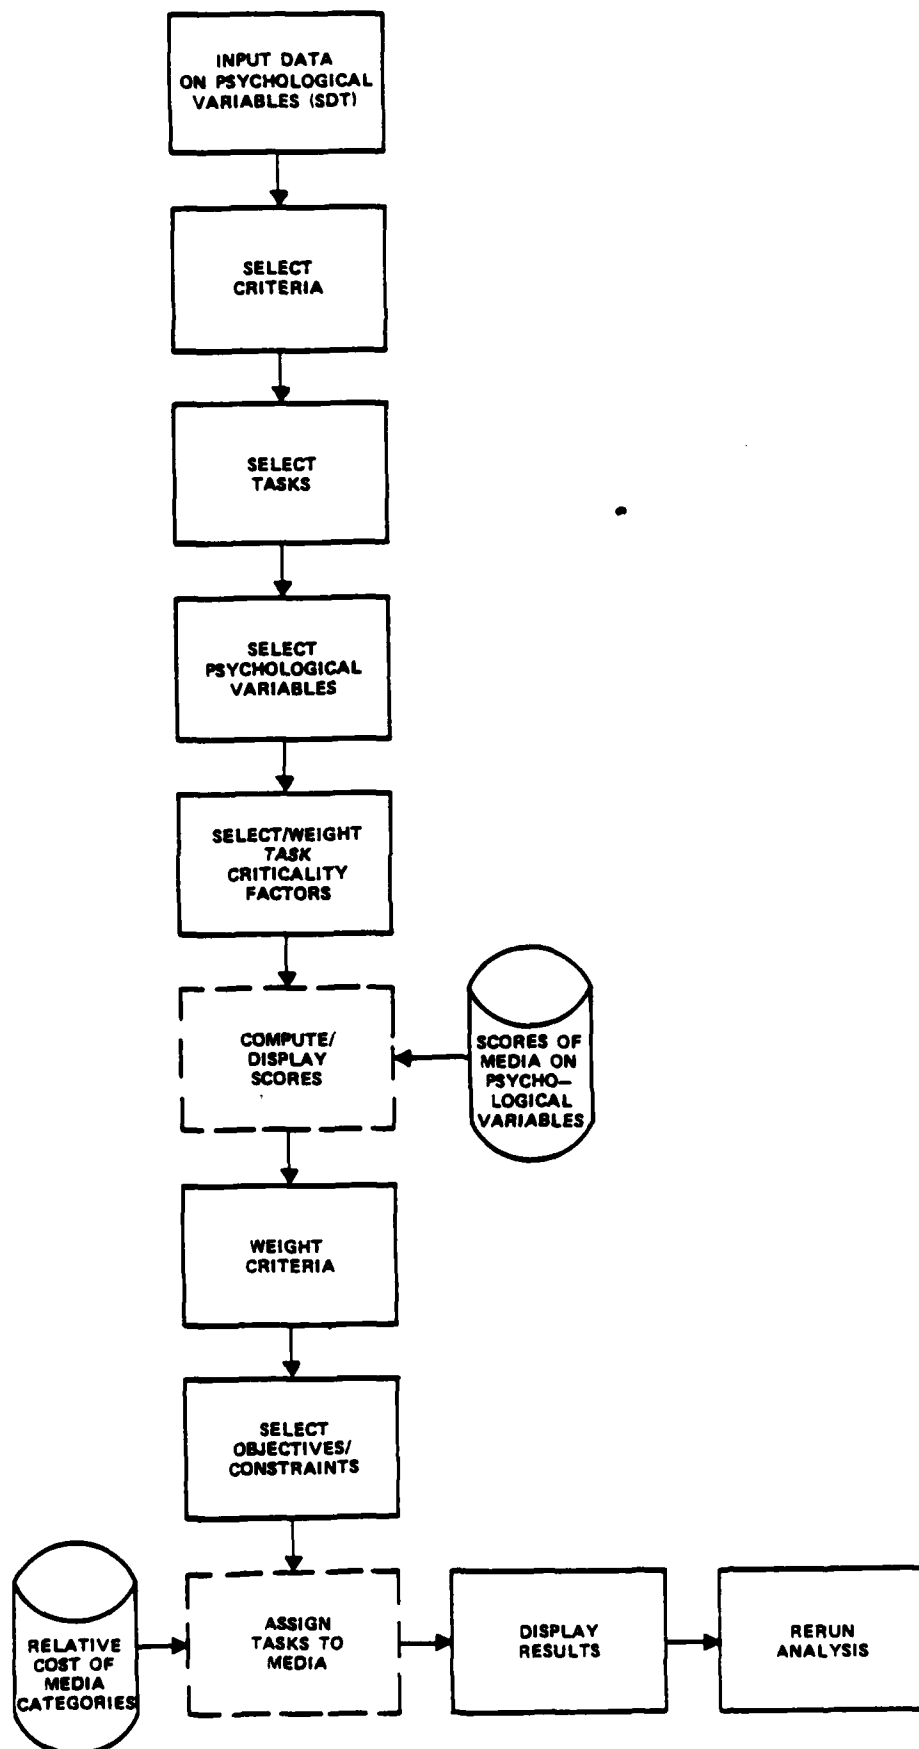 INPUT DATA
ON PSYCHOLOGICAL
VARIABLES (SDT)
SELECT
CRITERIA
SELECT
TASKS
SELECT
PSYCHOLOGICAL
VARIABLES
SELECT/WEIGHT
TASK
CRITICALITY
FACTORS
COMPUTE/
DISPLAY
SCORES
SCORES OF
MEDIA ON
PSYCHO–
LOGICAL
VARIABLES
WEIGHT
CRITERIA
SELECT
OBJECTIVES/
CONSTRAINTS
RELATIVE
COST OF
MEDIA
CATEGORIES
ASSIGN
TASKS TO
MEDIA
DISPLAY
RESULTS
RERUN
ANALYSIS